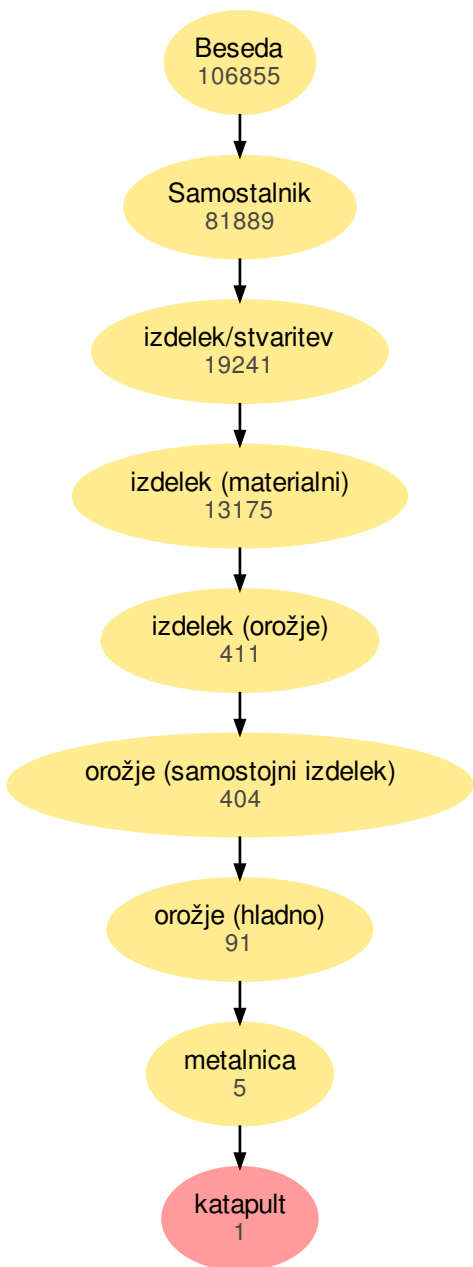 Beseda
106855
Samostalnik
81889
izdelek/stvaritev
19241
izdelek (materialni)
13175
izdelek (orožje)
411
orožje (samostojni izdelek)
404
orožje (hladno)
91
metalnica
5
katapult
1